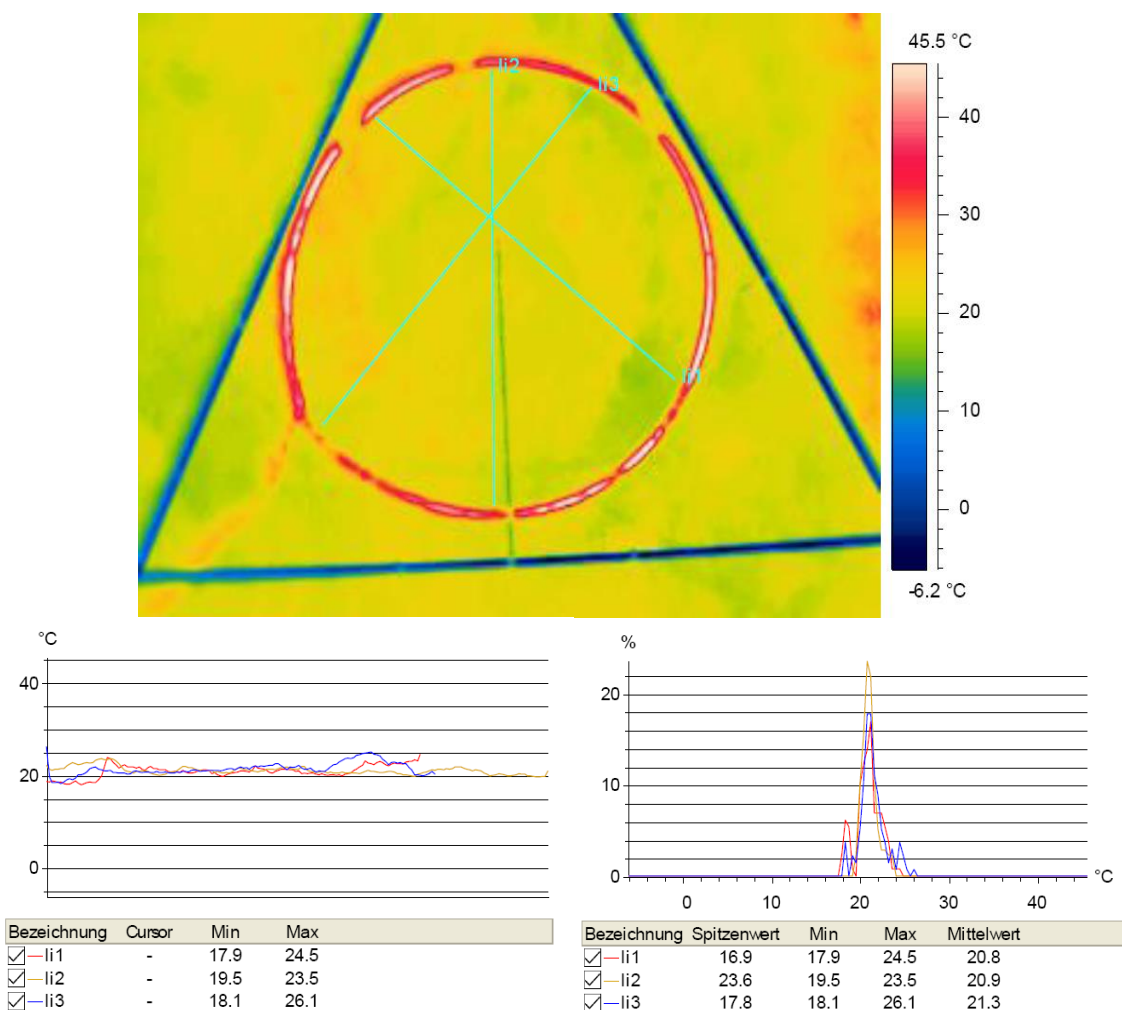 45.5 °C
li2
li3
40
30
li1
20
10
0
-6.2 °C
°C
40
20
0
%
20
10
0
0 10 20 30 40
°C
Bezeichnung Cursor Min Max
li1 - 17.9 24.5
li2 - 19.5 23.5
li3 - 18.1 26.1
Bezeichnung Spitzenwert Min Max Mittelwert
li1 16.9 17.9 24.5 20.8
li2 23.6 19.5 23.5 20.9
li3 17.8 18.1 26.1 21.3